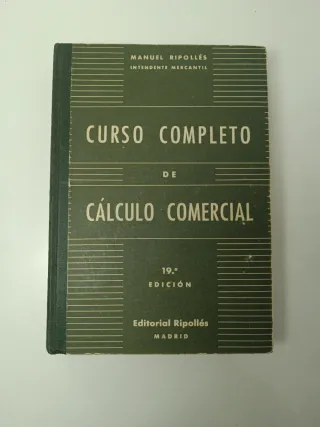 MANUEL RIPOLLÉS
INTENDENTE MERCANTIL
CURSO COMPLETO
DE
CÁLCULO COMERCIAL
19.ª
EDICIÓN
Editorial Ripollés
MADRID